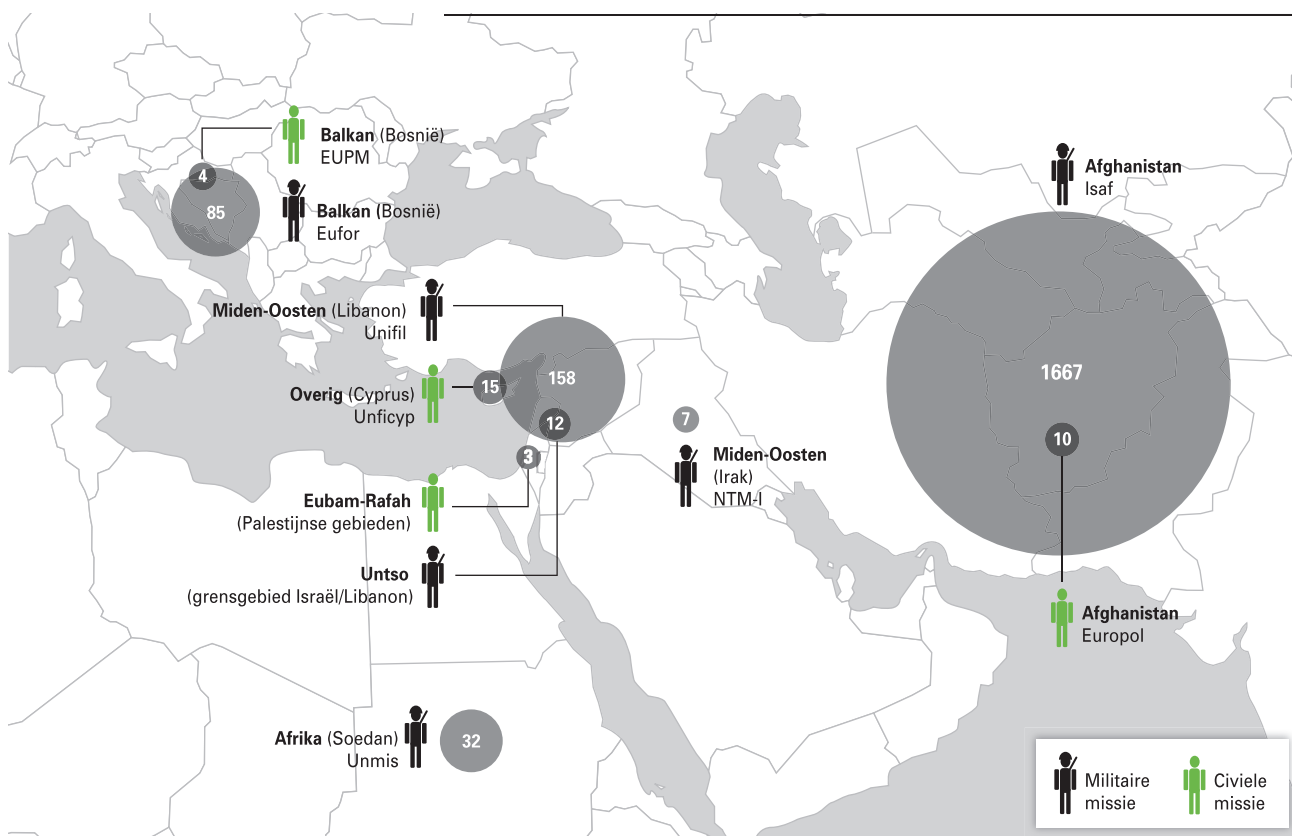 Balkan (Bosnië)
EUPM
4
85
Balkan (Bosnië)
Eufor
Afghanistan
Isaf
Miden-Oosten (Libanon)
Unifil
158
1667
Overig (Cyprus)
Unficyp
15
12
7
10
3
Miden-Oosten
(Irak)
NTM-I
Eubam-Rafah
(Palestijnse gebieden)
Untso
(grensgebied Israël/Libanon)
Afghanistan
Europol
Afrika (Soedan)
Unmis
32
Militaire
missie
Civiele
missie